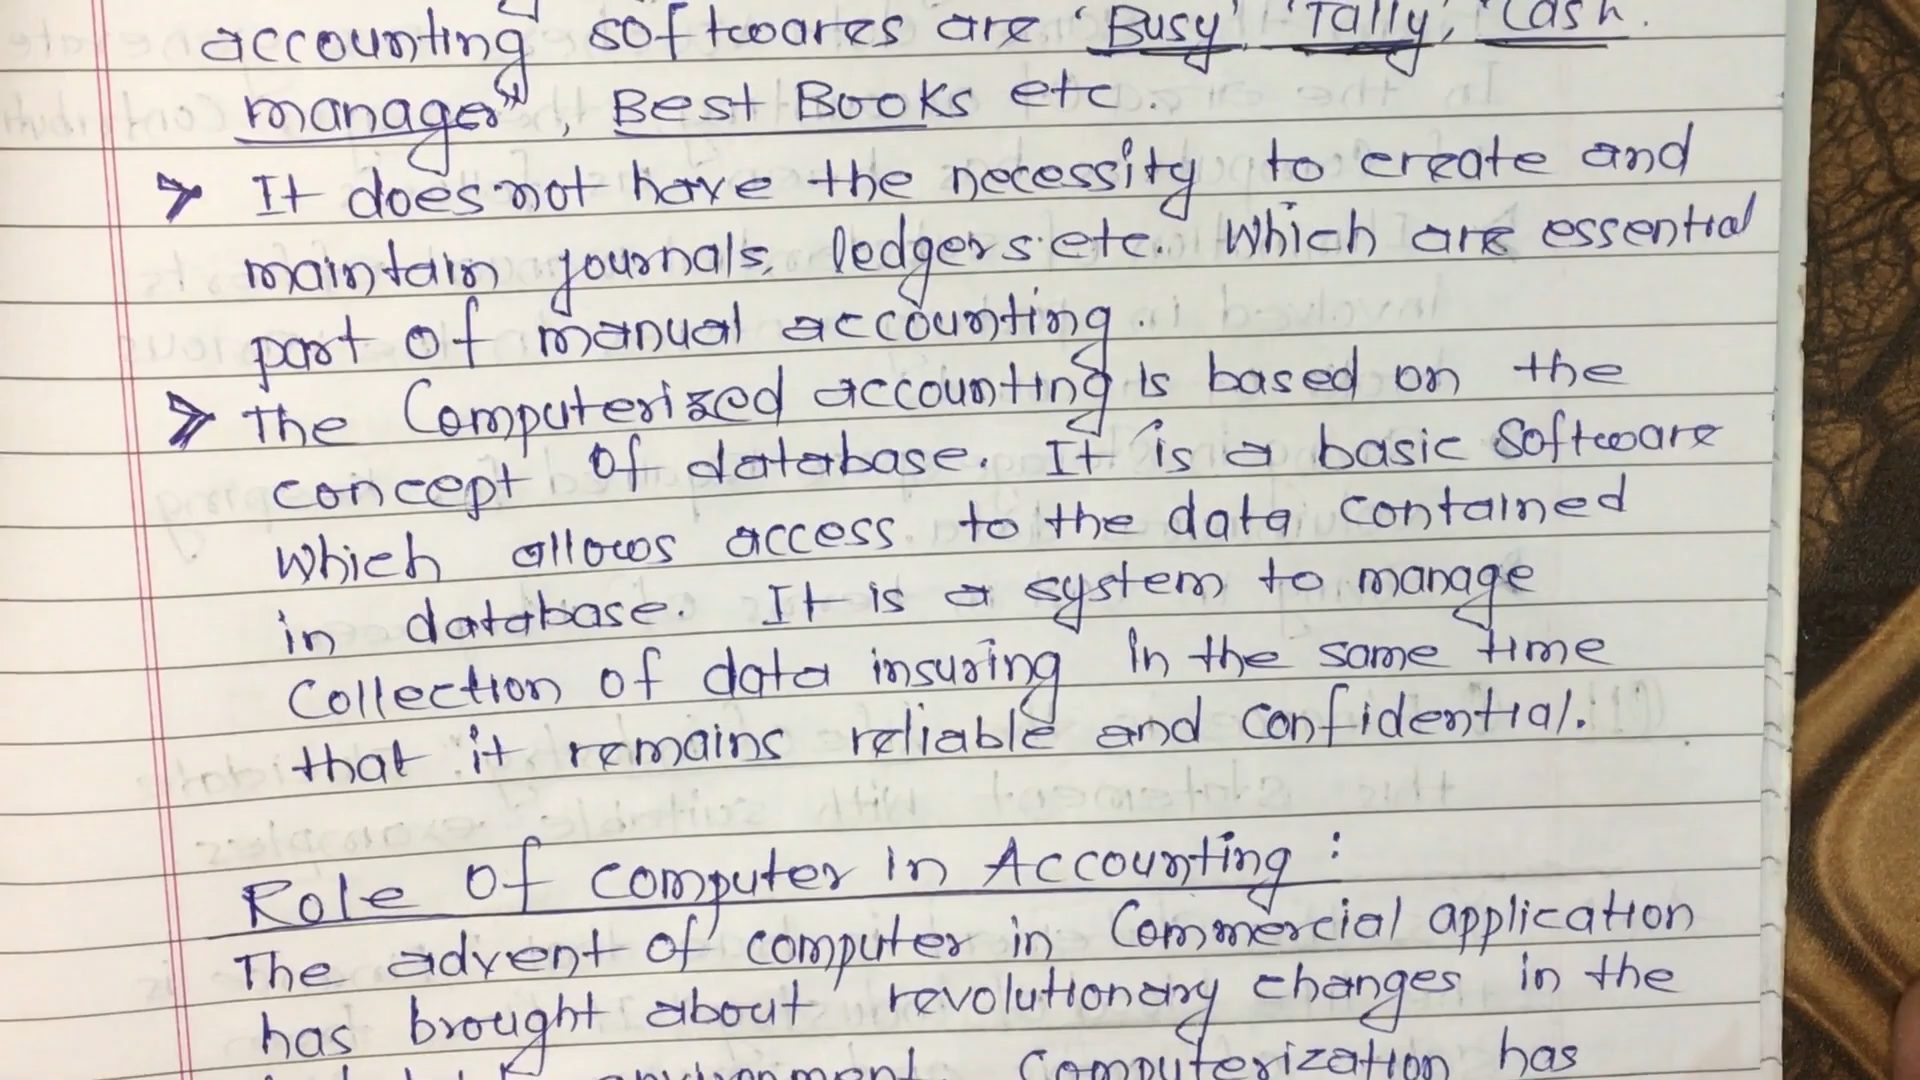 accounting softwares are 'Busy', 'Tally', 'Cash
manager", Best Books etc.
It does not have the necessity to create and
maintain journals, ledgers etc. Which are essential
part of manual accounting.
The Computerized accounting is based on the
concept of database. It is a basic Software
which allows access to the data contained
in database. It is a system to manage
Collection of data insuring in the same time
that it remains reliable and confidential.
Role Of computer in Accounting :
The advent of computer in Commercial application
has brought about revolutionary changes in the
environment. Computerization has